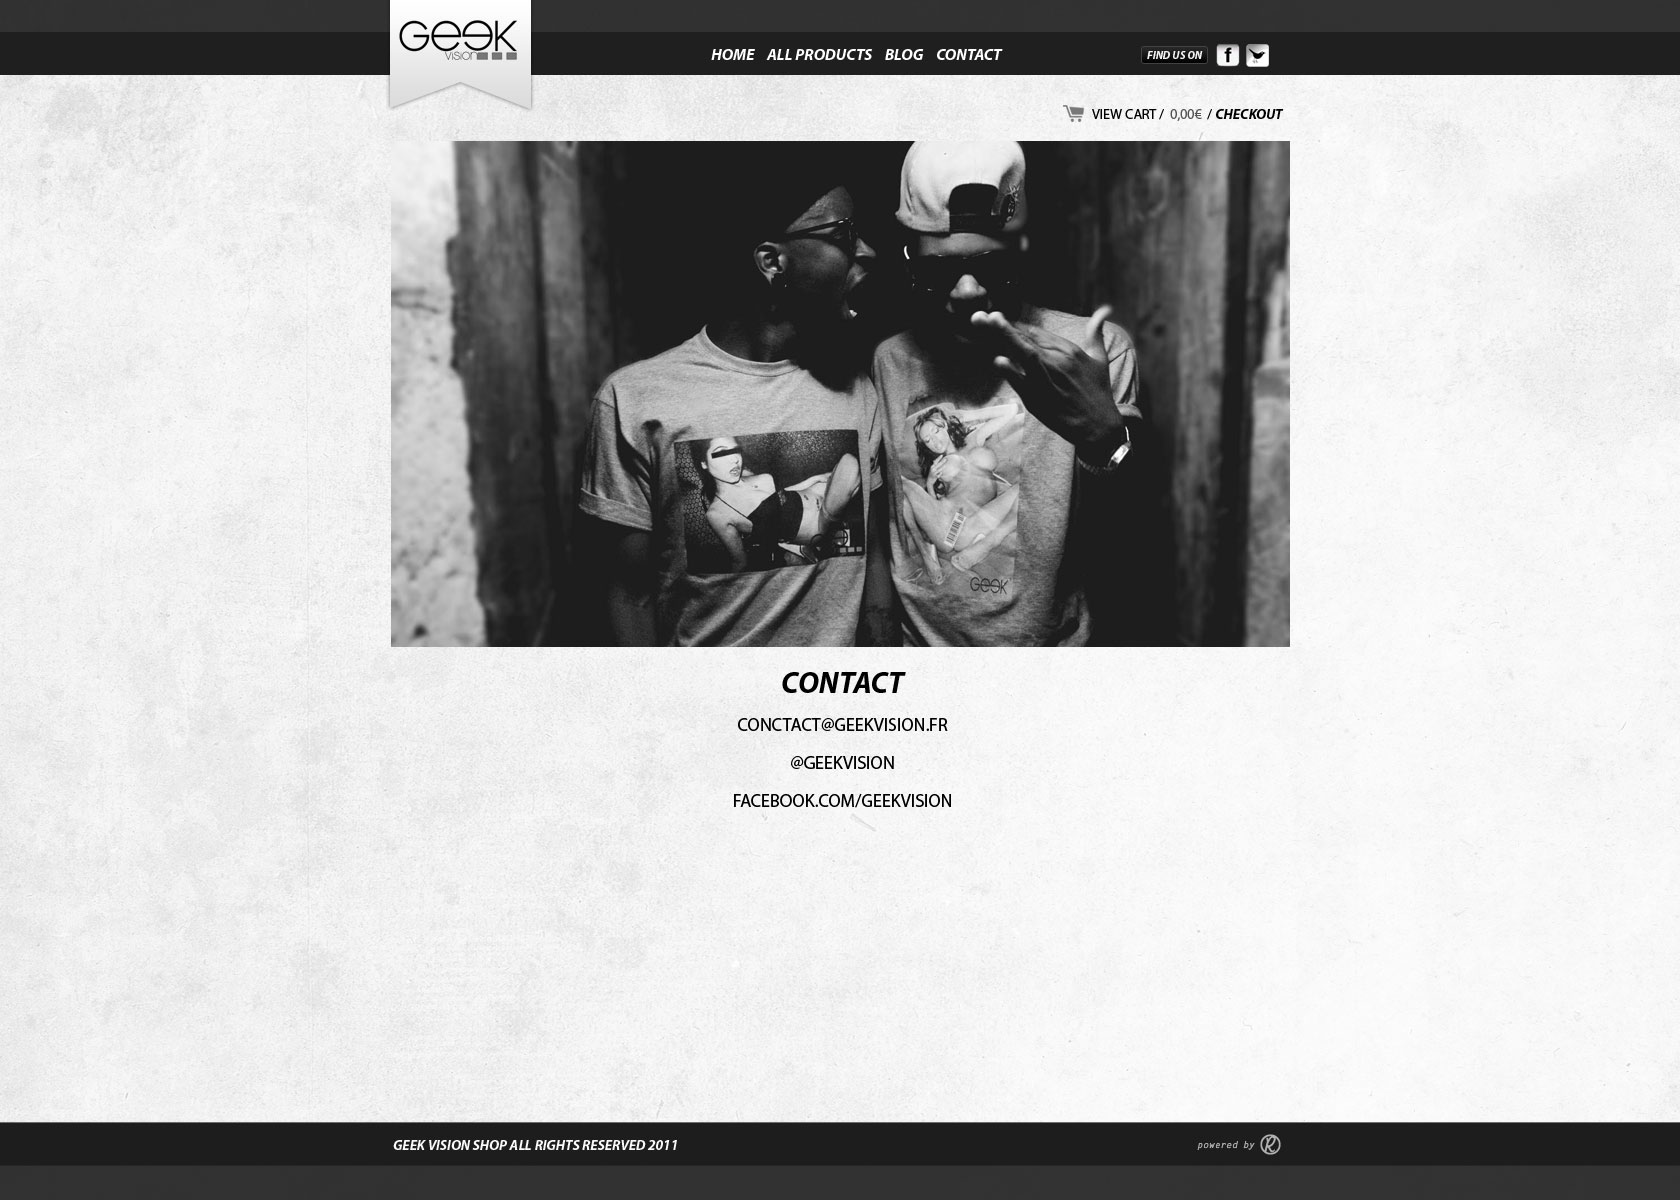 GEEK
VISION
HOME ALL PRODUCTS BLOG CONTACT
FIND US ON
VIEW CART / 0,00€ / CHECKOUT
GEEK
CONTACT
CONCTACT@GEEKVISION.FR
@GEEKVISION
FACEBOOK.COM/GEEKVISION
GEEK VISION SHOP ALL RIGHTS RESERVED 2011
powered by R